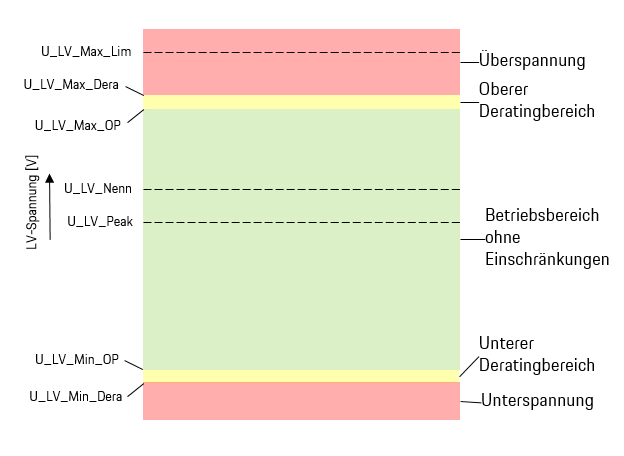 U_LV_Max_Lim
Überspannung
U_LV_Max_Dera
Oberer
Deratingbereich
U_LV_Max_OP
LV-Spannung [V]
U_LV_Nenn
U_LV_Peak
Betriebsbereich
ohne
Einschränkungen
U_LV_Min_OP
Unterer
Deratingbereich
U_LV_Min_Dera
Unterspannung